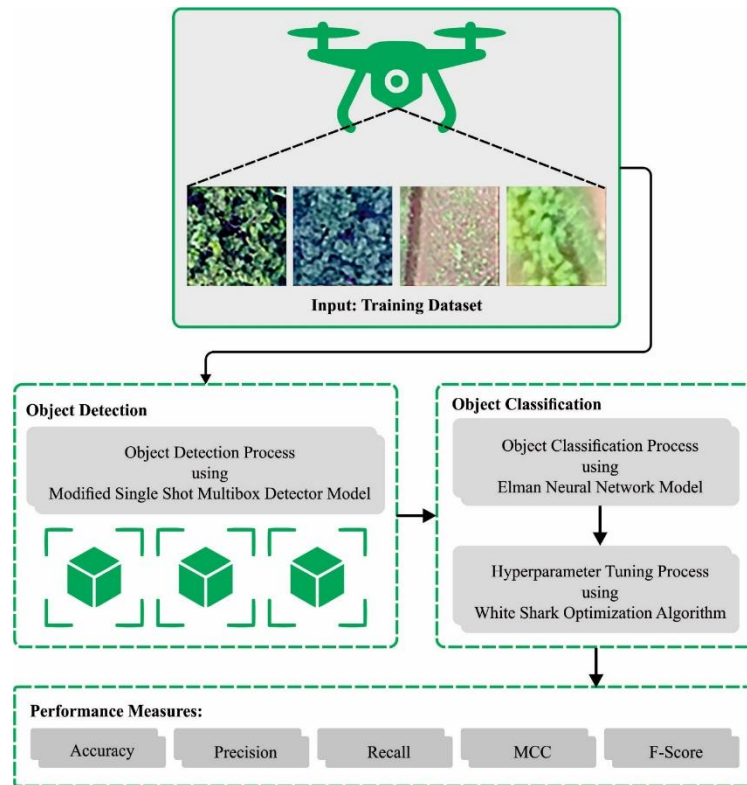 Input: Training Dataset
Object Detection
Object Detection Process
using
Modified Single Shot Multibox Detector Model
Object Classification
Object Classification Process
using
Elman Neural Network Model
Hyperparameter Tuning Process
using
White Shark Optimization Algorithm
Performance Measures:
Accuracy
Precision
Recall
MCC
F-Score